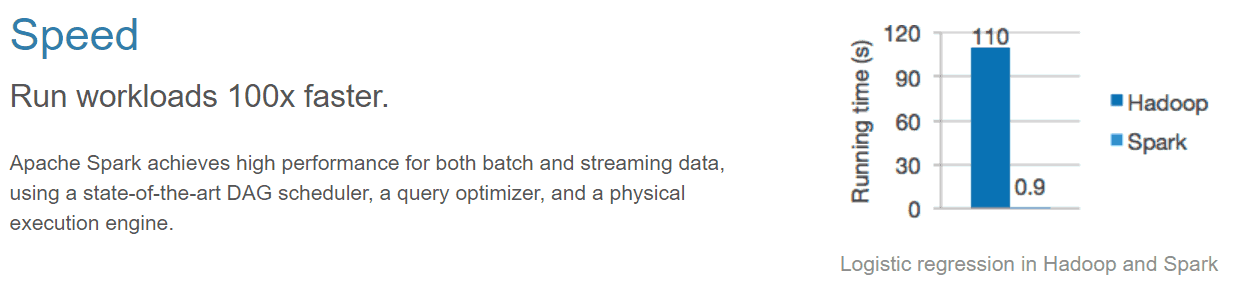 Speed
Run workloads 100x faster.
Apache Spark achieves high performance for both batch and streaming data,
using a state-of-the-art DAG scheduler, a query optimizer, and a physical
execution engine.
Running time (s)
120
90
60
30
0
110
0.9
Hadoop
Spark
Logistic regression in Hadoop and Spark